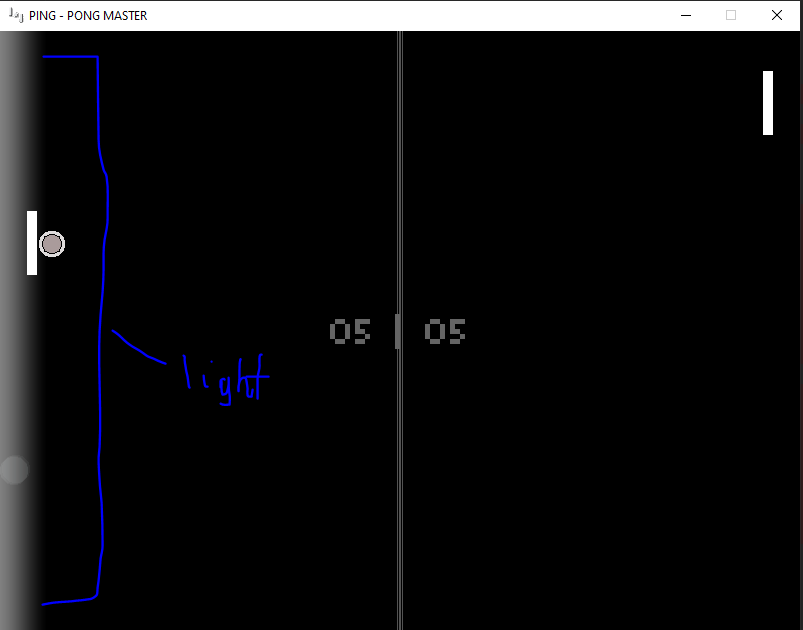 PING - PONG MASTER
05 | 05
light